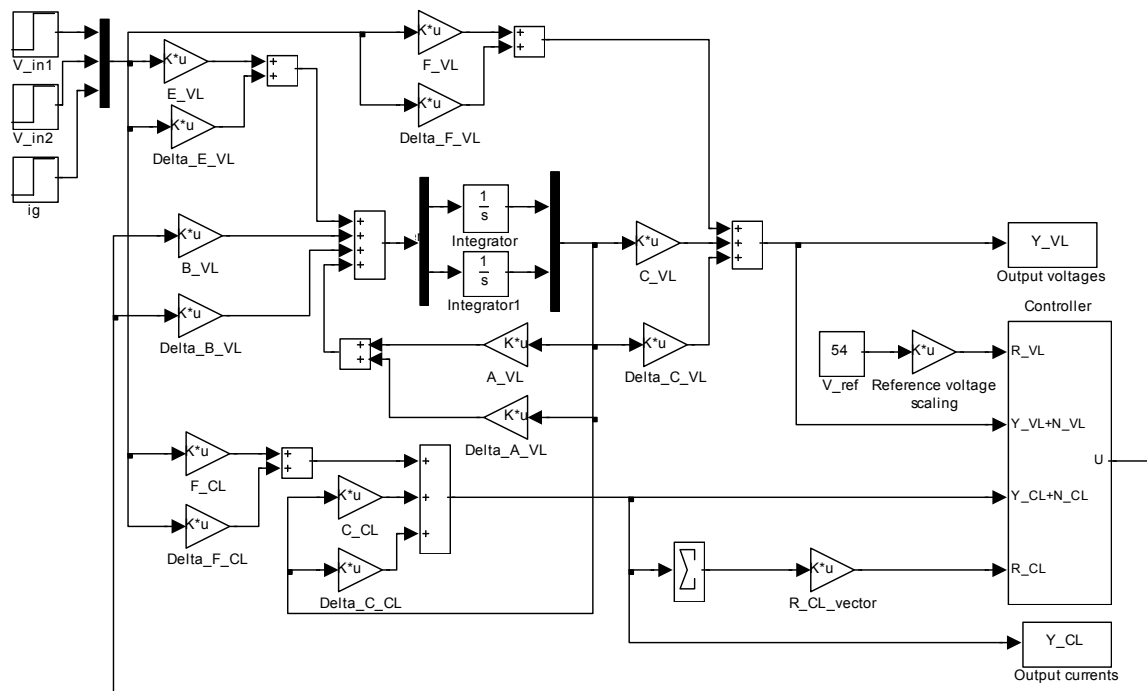 V_in1
V_in2
ig
K*u
E_VL
K*u
Delta_E_VL
+
+
K*u
F_VL
K*u
Delta_F_VL
+
+
K*u
B_VL
K*u
Delta_B_VL
+
+
+
+
1
s
Integrator
1
s
Integrator1
K*u
C_VL
K*u
Delta_C_VL
+
+
+
+
+
K*u
A_VL
K*u
Delta_A_VL
Y_VL
Output voltages
Controller
54
V_ref
K*u
Reference voltage
scaling
R_VL
Y_VL+N_VL
Y_CL+N_CL
R_CL
U
K*u
F_CL
K*u
Delta_F_CL
+
+
K*u
C_CL
K*u
Delta_C_CL
+
+
+
Σ
K*u
R_CL_vector
Y_CL
Output currents